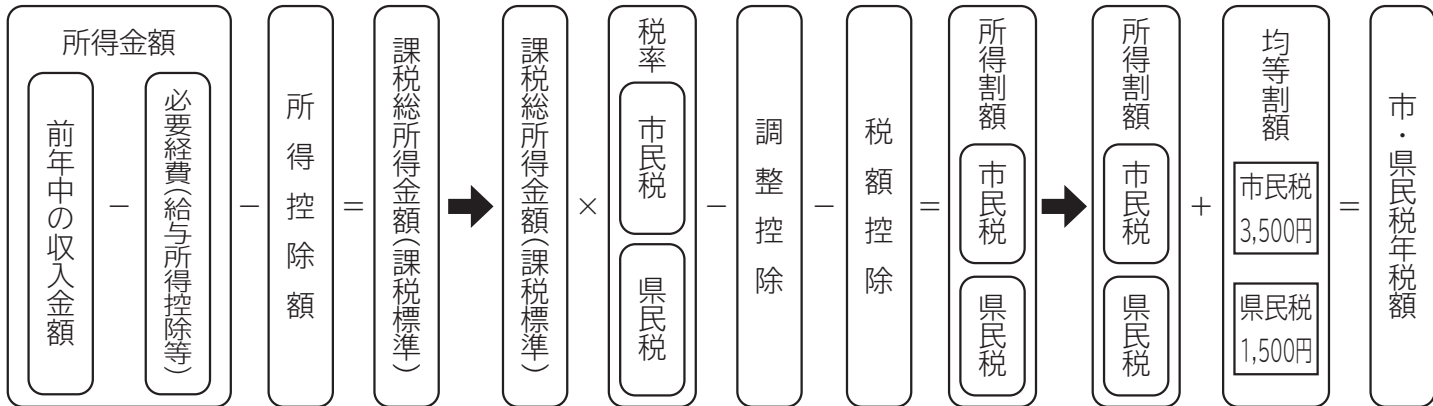 所得金額
前年中の収入金額
－
必要経費（給与所得控除等）
－
所得控除額
＝
課税総所得金額（課税標準）
課税総所得金額（課税標準）
×
税率
市民税
県民税
－
調整控除
－
税額控除
＝
所得割額
市民税
県民税
所得割額
市民税
県民税
＋
均等割額
市民税
3,500円
県民税
1,500円
＝
市・県民税年税額